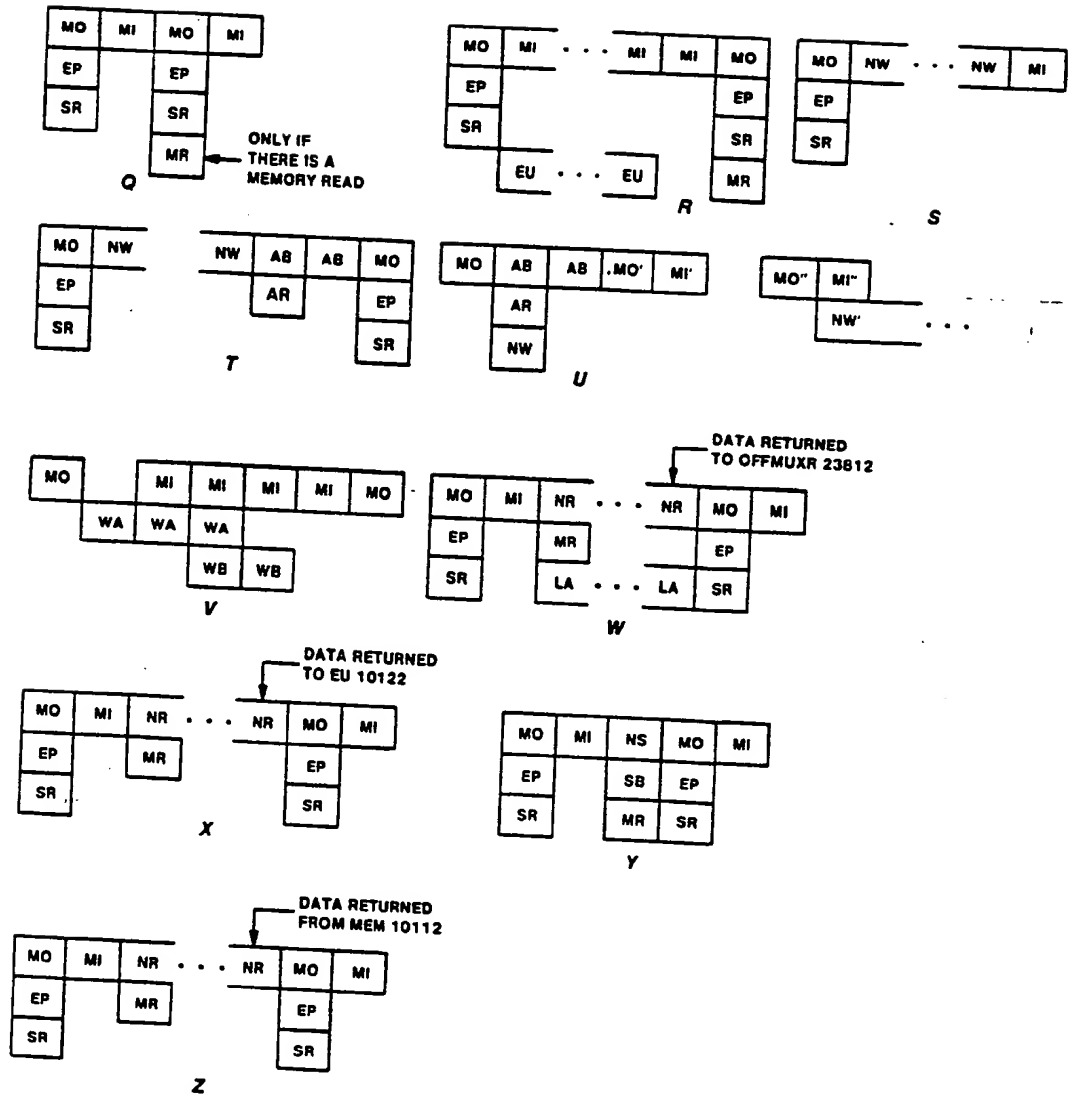 MO MI MO MI
EP EP
SR SR
MR
ONLY IF
THERE IS A
MEMORY READ
Q
MO MI . . . MI MI MO
EP EP
SR SR
EU . . . EU MR
R
MO NW . . . NW MI
EP
SR
S
MO NW NW AB AB MO
EP AR EP
SR SR
T
MO AB AB .MO' MI'
AR
NW
U
MO" MI"
NW' . . .
MO MI MI MI MI MO
WA WA WA
WB WB
V
DATA RETURNED
TO OFFMUXR 23812
MO MI NR . . . NR MO MI
EP MR EP
SR LA . . . LA SR
W
DATA RETURNED
TO EU 10122
MO MI NR . . . NR MO MI
EP MR EP
SR SR
X
MO MI NS MO MI
EP SB EP
SR MR SR
Y
DATA RETURNED
FROM MEM 10112
MO MI NR . . . NR MO MI
EP MR EP
SR SR
Z